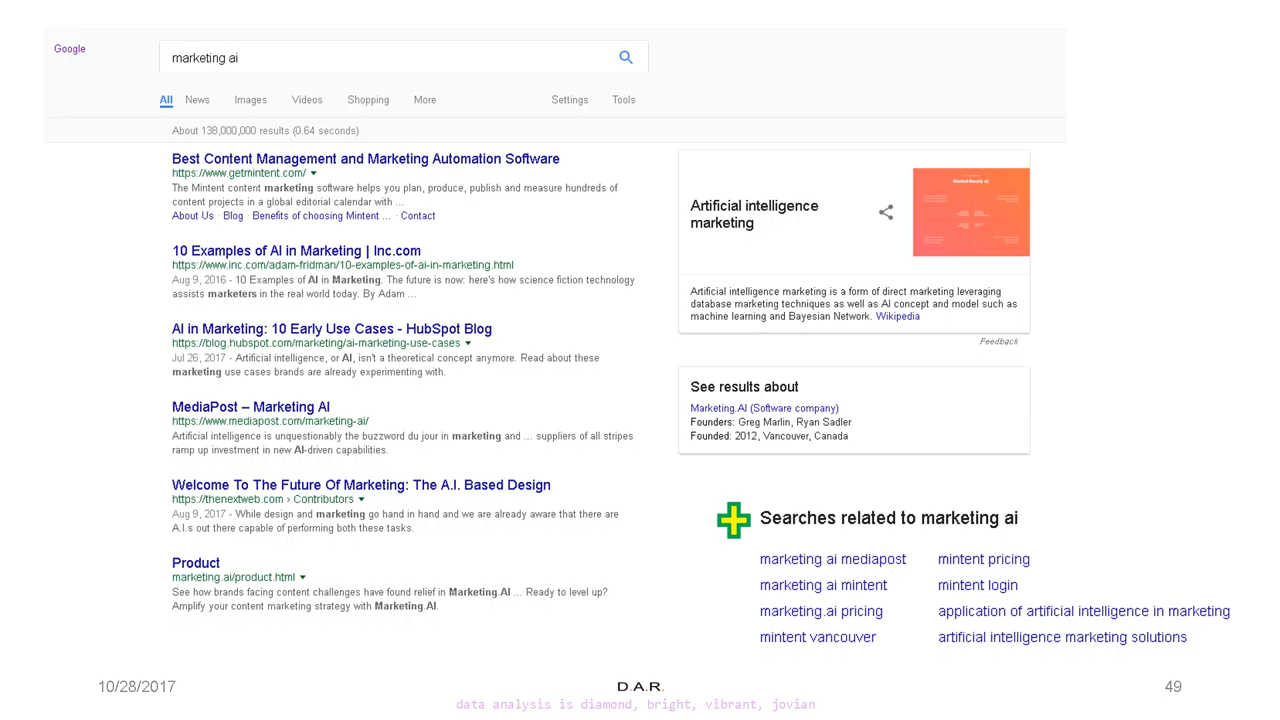 Google
marketing ai
All News Images Videos Shopping More Settings Tools
About 138,000,000 results (0.64 seconds)
Best Content Management and Marketing Automation Software
https://www.getmintent.com/
The Mintent content marketing software helps you plan, produce, publish and measure hundreds of
content projects in a global editorial calendar with ...
About Us · Blog · Benefits of choosing Mintent ... · Contact
10 Examples of AI in Marketing | Inc.com
https://www.inc.com/adam-fridman/10-examples-of-ai-in-marketing.html
Aug 9, 2016 - 10 Examples of AI in Marketing. The future is now: here's how science fiction technology
assists marketers in the real world today. By Adam ...
AI in Marketing: 10 Early Use Cases - HubSpot Blog
https://blog.hubspot.com/marketing/ai-marketing-use-cases
Jul 26, 2017 - Artificial intelligence, or AI, isn't a theoretical concept anymore. Read about these
marketing use cases brands are already experimenting with.
MediaPost – Marketing AI
https://www.mediapost.com/marketing-ai/
Artificial intelligence is unquestionably the buzzword du jour in marketing and ... suppliers of all stripes
ramp up investment in new AI-driven capabilities.
Welcome To The Future Of Marketing: The A.I. Based Design
https://thenextweb.com › Contributors
Aug 9, 2017 - While design and marketing go hand in hand and we are already aware that there are
A.I.s out there capable of performing both these tasks.
Product
marketing.ai/product.html
See how brands facing content challenges have found relief in Marketing.AI ... Ready to level up?
Amplify your content marketing strategy with Marketing.AI.
Artificial intelligence
marketing
Market-Ready AI
Artificial intelligence marketing is a form of direct marketing leveraging
database marketing techniques as well as AI concept and model such as
machine learning and Bayesian Network. Wikipedia
Feedback
See results about
Marketing.AI (Software company)
Founders: Greg Marlin, Ryan Sadler
Founded: 2012, Vancouver, Canada
Searches related to marketing ai
marketing ai mediapost mintent pricing
marketing ai mintent mintent login
marketing.ai pricing application of artificial intelligence in marketing
mintent vancouver artificial intelligence marketing solutions
10/28/2017 D.A.R. 49
data analysis is diamond, bright, vibrant, jovian